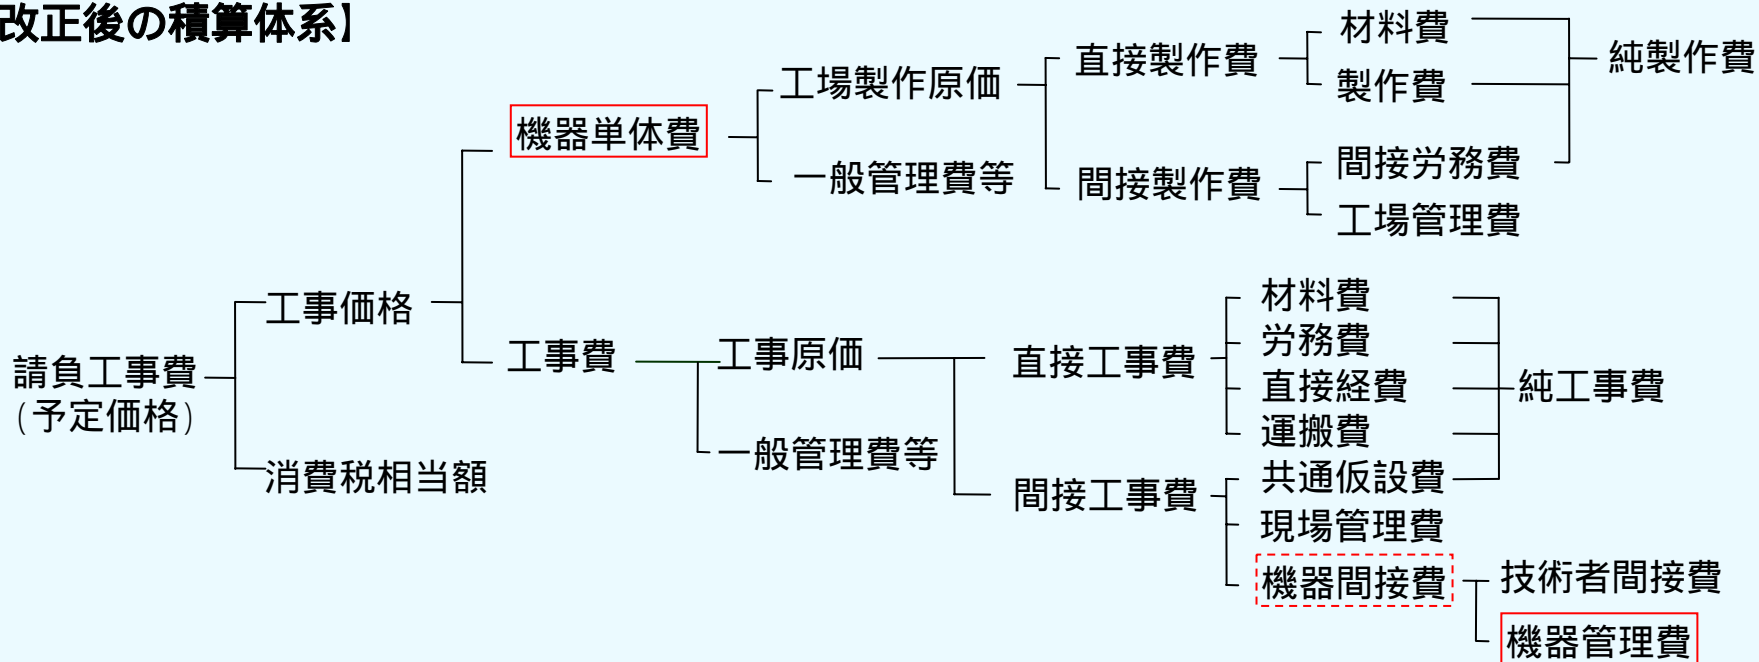 改正後の積算体系】
材料費
純製作費
直接製作費
工場製作原価
製作費
機器単体費
間接労務費
一般管理費等
間接製作費
工場管理費
工事価格
材料費
労務費
工事費
工事原価
直接工事費
請負工事費
(予定価格)
直接経費
純工事費
運搬費
一般管理費等
消費税相当額
共通仮設費
間接工事費
現場管理費
機器間接費
技術者間接費
機器管理費